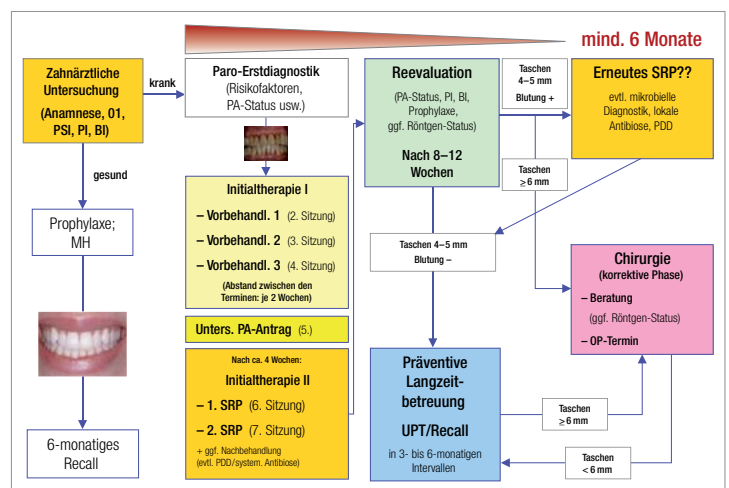 mind. 6 Monate
Zahnärztliche
Untersuchung
(Anamnese, 01,
PSI, PI, BI)
krank
gesund
Prophylaxe;
MH
6-monatiges
Recall
Paro-Erstdiagnostik
(Risikofaktoren,
PA-Status usw.)
Initialtherapie I
– Vorbehandl. 1 (2. Sitzung)
– Vorbehandl. 2 (3. Sitzung)
– Vorbehandl. 3 (4. Sitzung)
(Abstand zwischen den
Terminen: je 2 Wochen)
Unters. PA-Antrag (5.)
Nach ca. 4 Wochen:
Initialtherapie II
– 1. SRP (6. Sitzung)
– 2. SRP (7. Sitzung)
+ ggf. Nachbehandlung
(evtl. PDD/system. Antibiose)
Reevaluation
(PA-Status, PI, BI,
Prophylaxe,
ggf. Röntgen-Status)
Nach 8–12
Wochen
Taschen
4–5 mm
Blutung +
Taschen
≥ 6 mm
Erneutes SRP??
evtl. mikrobielle
Diagnostik, lokale
Antibiose, PDD
Taschen 4–5 mm
Blutung –
Chirurgie
(korrektive Phase)
– Beratung
(ggf. Röntgen-Status)
– OP-Termin
Präventive
Langzeit-
betreuung
UPT/Recall
in 3- bis 6-monatigen
Intervallen
Taschen
≥ 6 mm
Taschen
< 6 mm